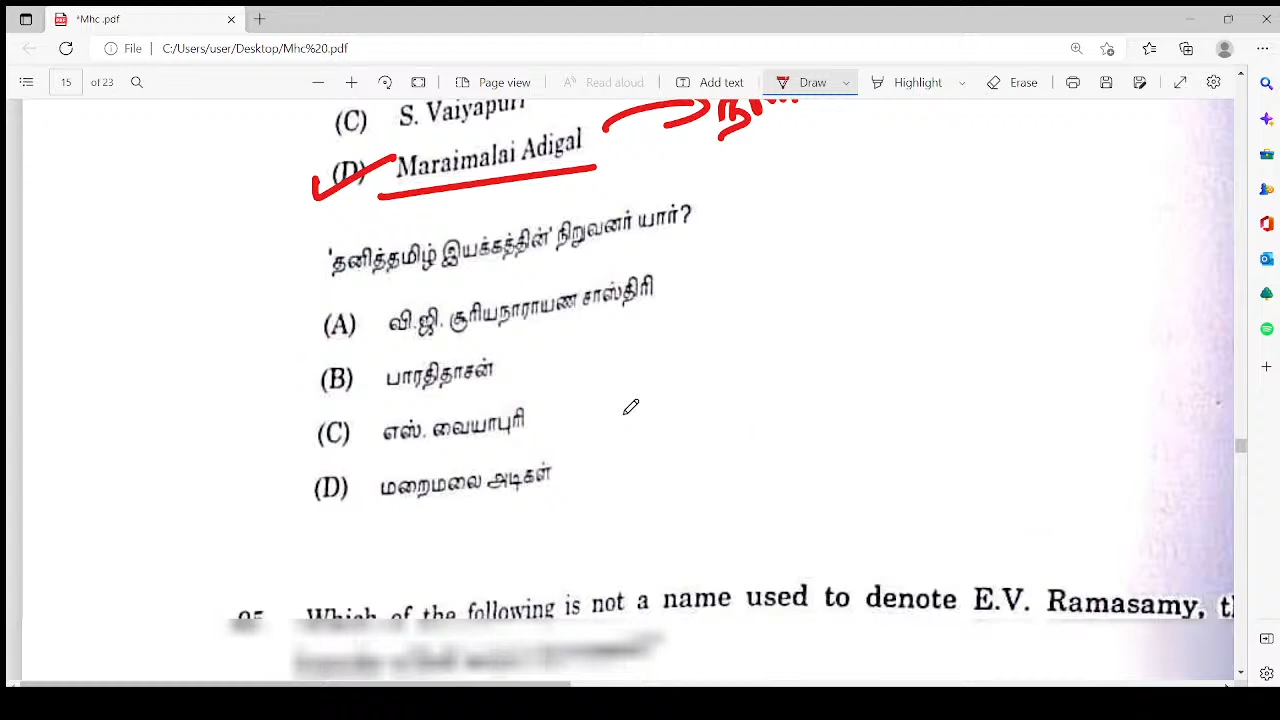 *Mhc .pdf
File | C:/Users/user/Desktop/Mhc%20.pdf
15 of 23 Page view Read aloud Add text Draw Highlight Erase
(C) S. Vaiyapuri
(D) Maraimalai Adigal
'தனித்தமிழ் இயக்கத்தின்' நிறுவனர் யார்?
(A) வி.ஜி. சூரியநாராயண சாஸ்திரி
(B) பாரதிதாசன்
(C) எஸ். வையாபுரி
(D) மறைமலை அடிகள்
95. Which of the following is not a name used to denote E.V. Ramasamy,